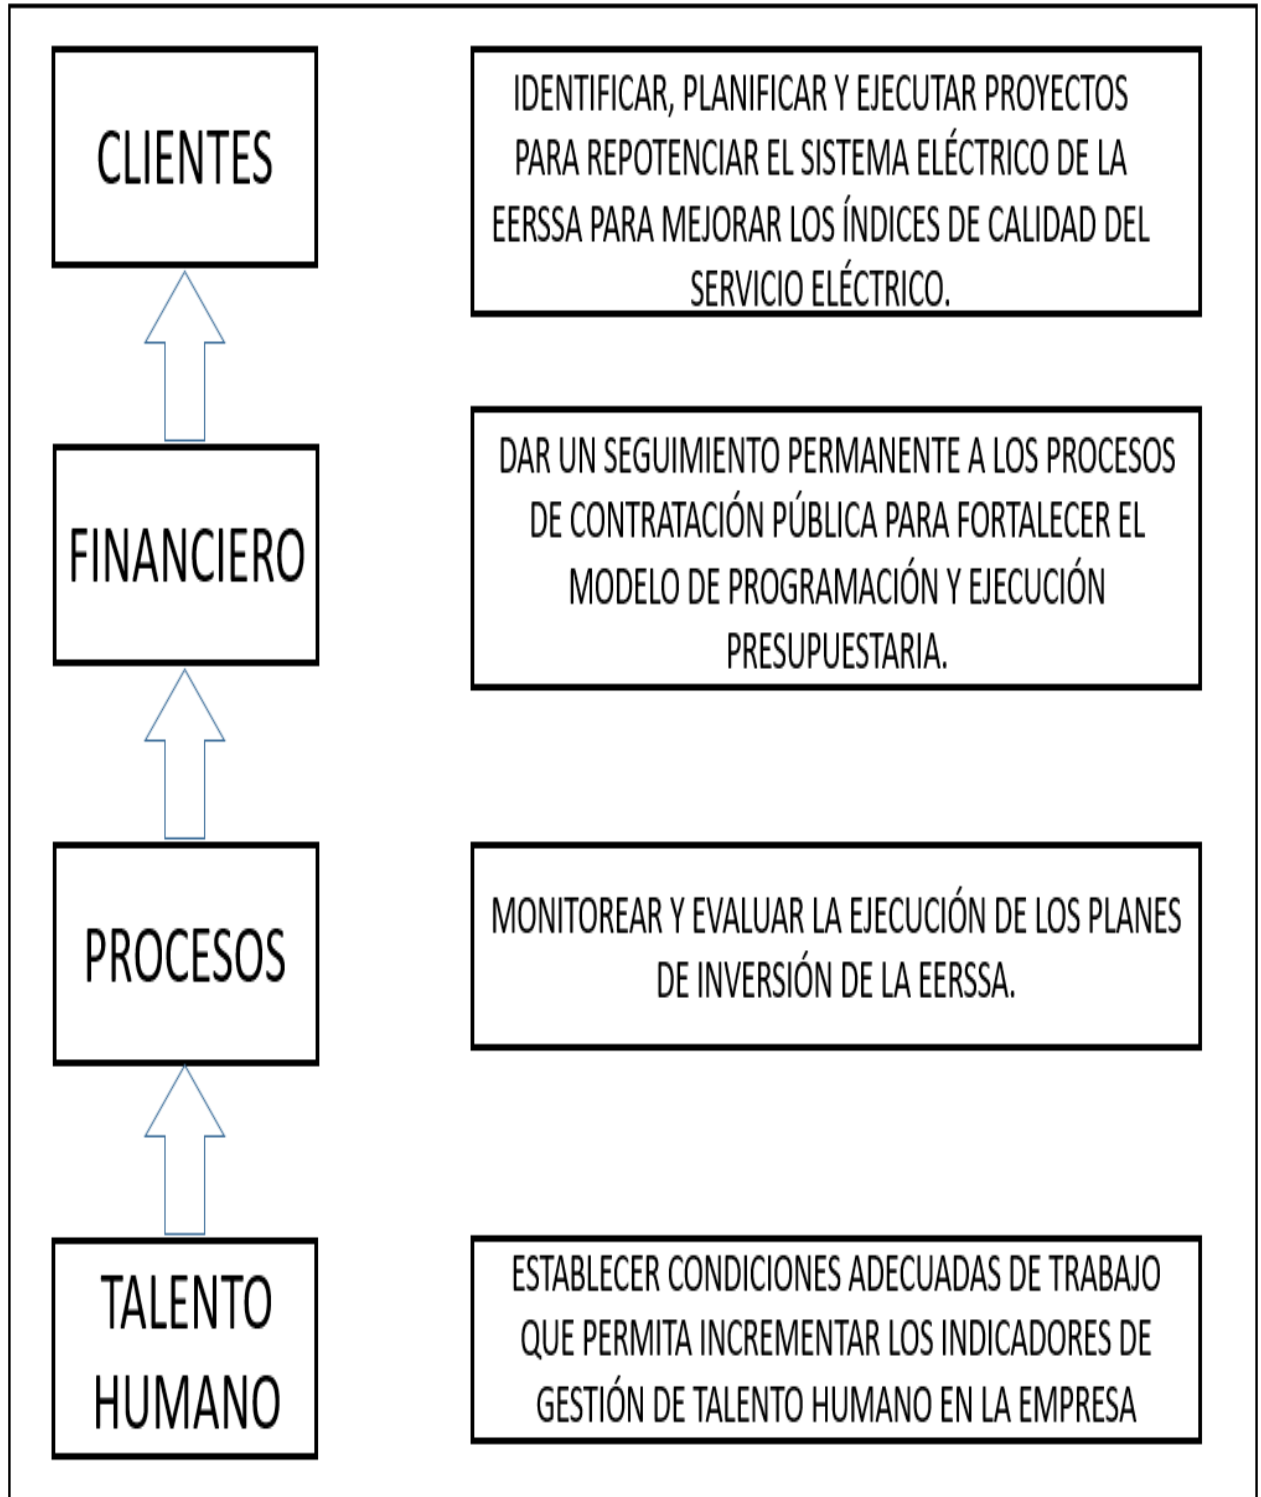 CLIENTES
IDENTIFICAR, PLANIFICAR Y EJECUTAR PROYECTOS
PARA REPOTENCIAR EL SISTEMA ELÉCTRICO DE LA
EERSSA PARA MEJORAR LOS ÍNDICES DE CALIDAD DEL
SERVICIO ELÉCTRICO.
FINANCIERO
DAR UN SEGUIMIENTO PERMANENTE A LOS PROCESOS
DE CONTRATACIÓN PÚBLICA PARA FORTALECER EL
MODELO DE PROGRAMACIÓN Y EJECUCIÓN
PRESUPUESTARIA.
PROCESOS
MONITOREAR Y EVALUAR LA EJECUCIÓN DE LOS PLANES
DE INVERSIÓN DE LA EERSSA.
TALENTO
HUMANO
ESTABLECER CONDICIONES ADECUADAS DE TRABAJO
QUE PERMITA INCREMENTAR LOS INDICADORES DE
GESTIÓN DE TALENTO HUMANO EN LA EMPRESA